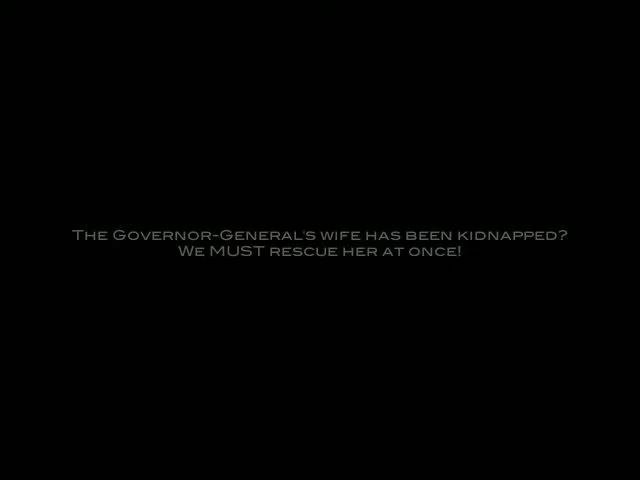 The Governor-General's wife has been kidnapped?
We MUST rescue her at once!